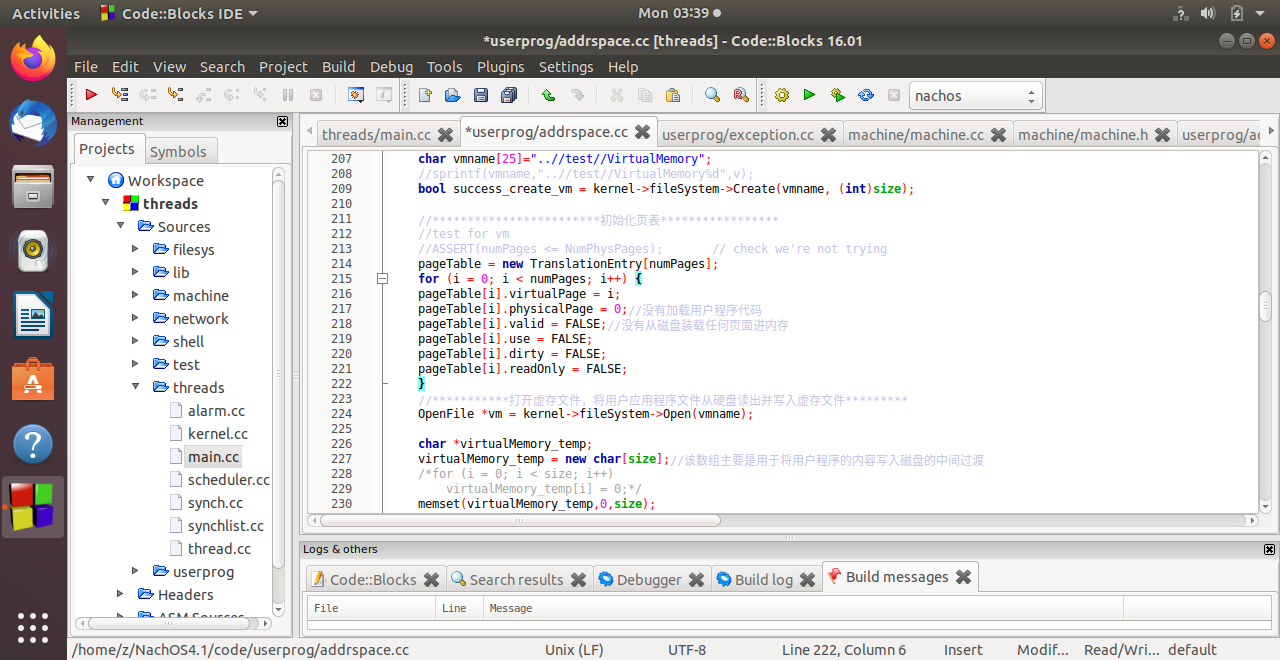 Activities Code::Blocks IDE Mon 03:39
*userprog/addrspace.cc [threads] - Code::Blocks 16.01
File Edit View Search Project Build Debug Tools Plugins Settings Help
nachos
Management
Projects Symbols
Workspace
threads
Sources
filesys
lib
machine
network
shell
test
threads
alarm.cc
kernel.cc
main.cc
scheduler.cc
synch.cc
synchlist.cc
thread.cc
userprog
Headers
ASM Sources
threads/main.cc *userprog/addrspace.cc userprog/exception.cc machine/machine.cc machine/machine.h userprog/ac
207 char vmname[25]="..//test//VirtualMemory";
208 //sprintf(vmname,"..//test//VirtualMemory%d",v);
209 bool success_create_vm = kernel->fileSystem->Create(vmname, (int)size);
210
211 //************************初始化页表*****************
212 //test for vm
213 //ASSERT(numPages <= NumPhysPages); // check we're not trying
214 pageTable = new TranslationEntry[numPages];
215 for (i = 0; i < numPages; i++) {
216 pageTable[i].virtualPage = i;
217 pageTable[i].physicalPage = 0;//没有加载用户程序代码
218 pageTable[i].valid = FALSE;//没有从磁盘装载任何页面进内存
219 pageTable[i].use = FALSE;
220 pageTable[i].dirty = FALSE;
221 pageTable[i].readOnly = FALSE;
222 }
223 //***********打开虚存文件, 将用户应用程序文件从硬盘读出并写入虚存文件*********
224 OpenFile *vm = kernel->fileSystem->Open(vmname);
225
226 char *virtualMemory_temp;
227 virtualMemory_temp = new char[size];//该数组主要是用于将用户程序的内容写入磁盘的中间过渡
228 /*for (i = 0; i < size; i++)
229 virtualMemory_temp[i] = 0;*/
230 memset(virtualMemory_temp,0,size);
Logs & others
Code::Blocks Search results Debugger Build log Build messages
File Line Message
/home/z/NachOS4.1/code/userprog/addrspace.cc Unix (LF) UTF-8 Line 222, Column 6 Insert Modif... Read/Wri... default